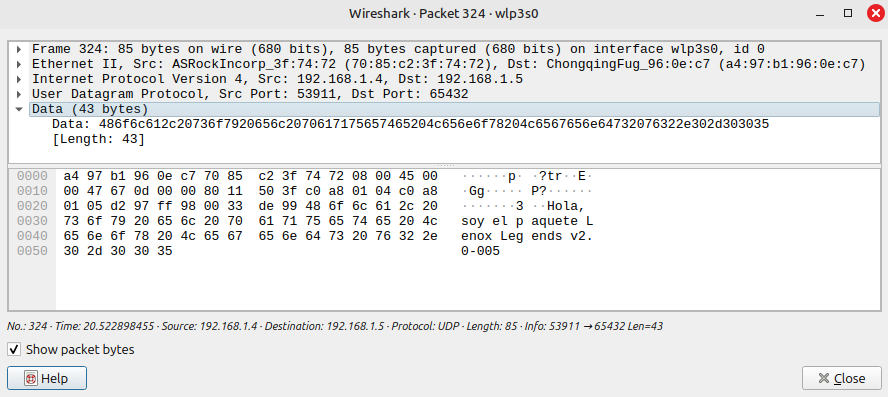 Wireshark · Packet 324 · wlp3s0
Frame 324: 85 bytes on wire (680 bits), 85 bytes captured (680 bits) on interface wlp3s0, id 0
Ethernet II, Src: ASRockIncorp_3f:74:72 (70:85:c2:3f:74:72), Dst: ChongqingFug_96:0e:c7 (a4:97:b1:96:0e:c7)
Internet Protocol Version 4, Src: 192.168.1.4, Dst: 192.168.1.5
User Datagram Protocol, Src Port: 53911, Dst Port: 65432
Data (43 bytes)
Data: 486f6c612c20736f7920656c2070617175657465204c656e6f78204c6567656e64732076322e302d303035
[Length: 43]
0000 a4 97 b1 96 0e c7 70 85 c2 3f 74 72 08 00 45 00 ······p· ·?tr··E·
0010 00 47 67 0d 00 00 80 11 50 3f c0 a8 01 04 c0 a8 ·Gg····· P?······
0020 01 05 d2 97 ff 98 00 33 de 99 48 6f 6c 61 2c 20 ·······3 ··Hola,
0030 73 6f 79 20 65 6c 20 70 61 71 75 65 74 65 20 4c soy el p aquete L
0040 65 6e 6f 78 20 4c 65 67 65 6e 64 73 20 76 32 2e enox Leg ends v2.
0050 30 2d 30 30 35 0-005
No.: 324 · Time: 20.522898455 · Source: 192.168.1.4 · Destination: 192.168.1.5 · Protocol: UDP · Length: 85 · Info: 53911 → 65432 Len=43
Show packet bytes
Help
Close